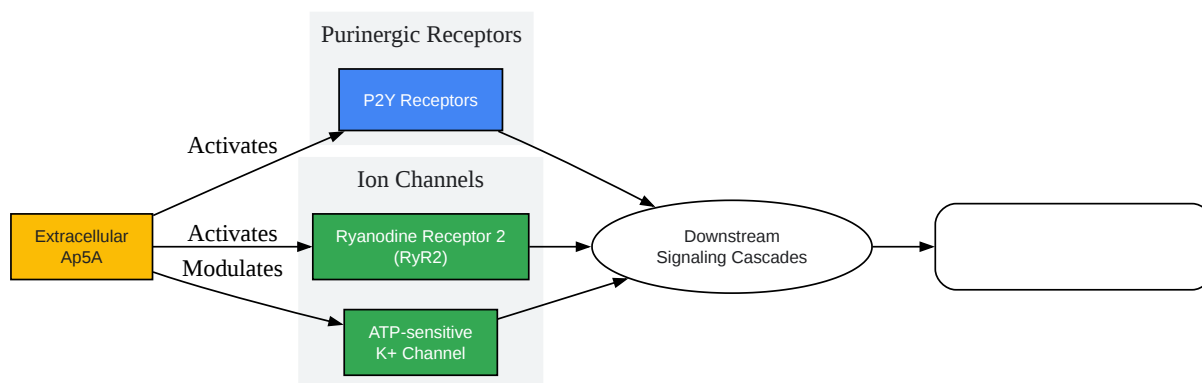 Purinergic Receptors
P2Y Receptors
Activates
Ion Channels
Extracellular
Ap5A
Activates
Modulates
Ryanodine Receptor 2
(RyR2)
Downstream
Signaling Cascades
ATP-sensitive
K+ Channel